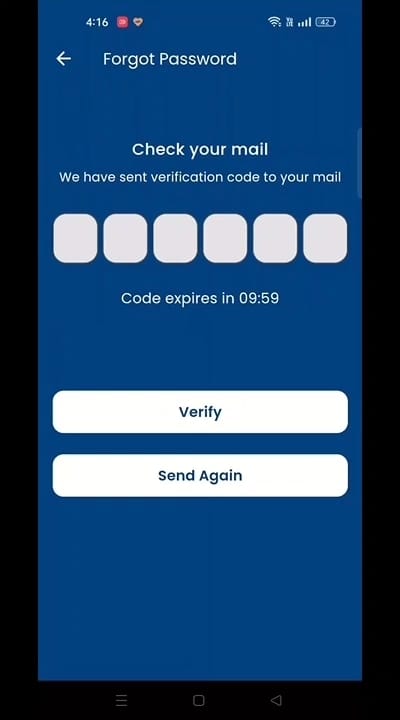 4:16
42
Forgot Password
Check your mail
We have sent verification code to your mail
Code expires in 09:59
Verify
Send Again